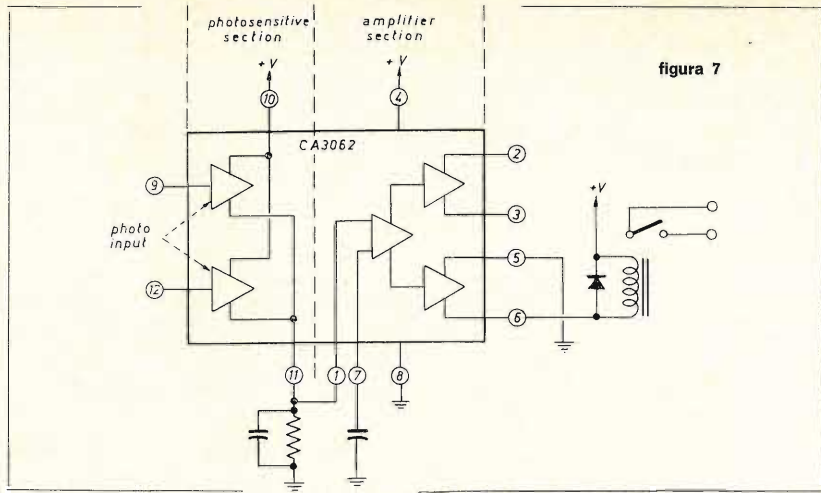 photosensitive
section
amplifier
section
figura 7
+V
+V
10
4
CA3062
9
2
3
photo
input
+V
5
12
6
11
1
7
8